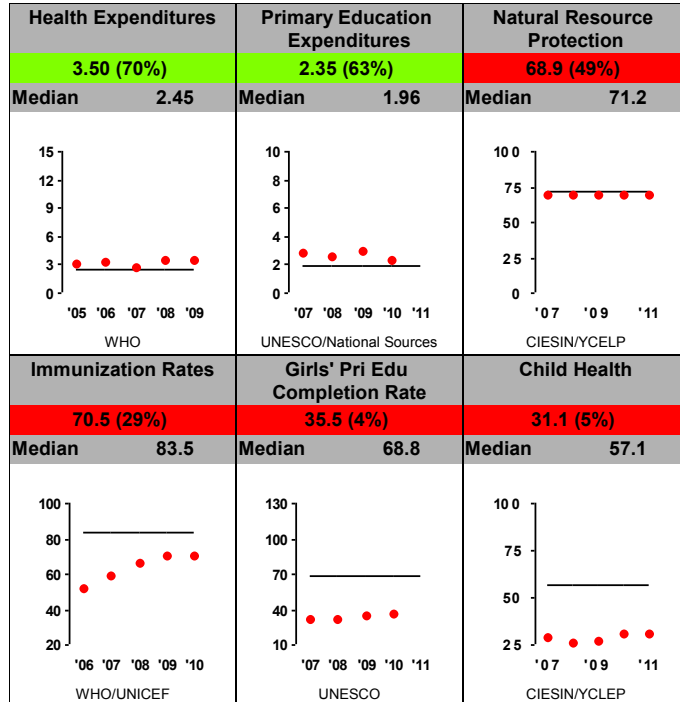 Health Expenditures
3.50 (70%)
Median 2.45
15
12
9
6
3
0
'05 '06 '07 '08 '09
WHO
Primary Education
Expenditures
2.35 (63%)
Median 1.96
10
8
6
4
2
0
'07 '08 '09 '10 '11
UNESCO/National Sources
Natural Resource
Protection
68.9 (49%)
Median 71.2
100
75
50
25
0
'07 '09 '11
CIESIN/YCELP
Immunization Rates
70.5 (29%)
Median 83.5
100
80
60
40
20
'06 '07 '08 '09 '10
WHO/UNICEF
Girls' Pri Edu
Completion Rate
35.5 (4%)
Median 68.8
130
100
70
40
10
'07 '08 '09 '10 '11
UNESCO
Child Health
31.1 (5%)
Median 57.1
100
75
50
25
'07 '09 '11
CIESIN/YCLEP